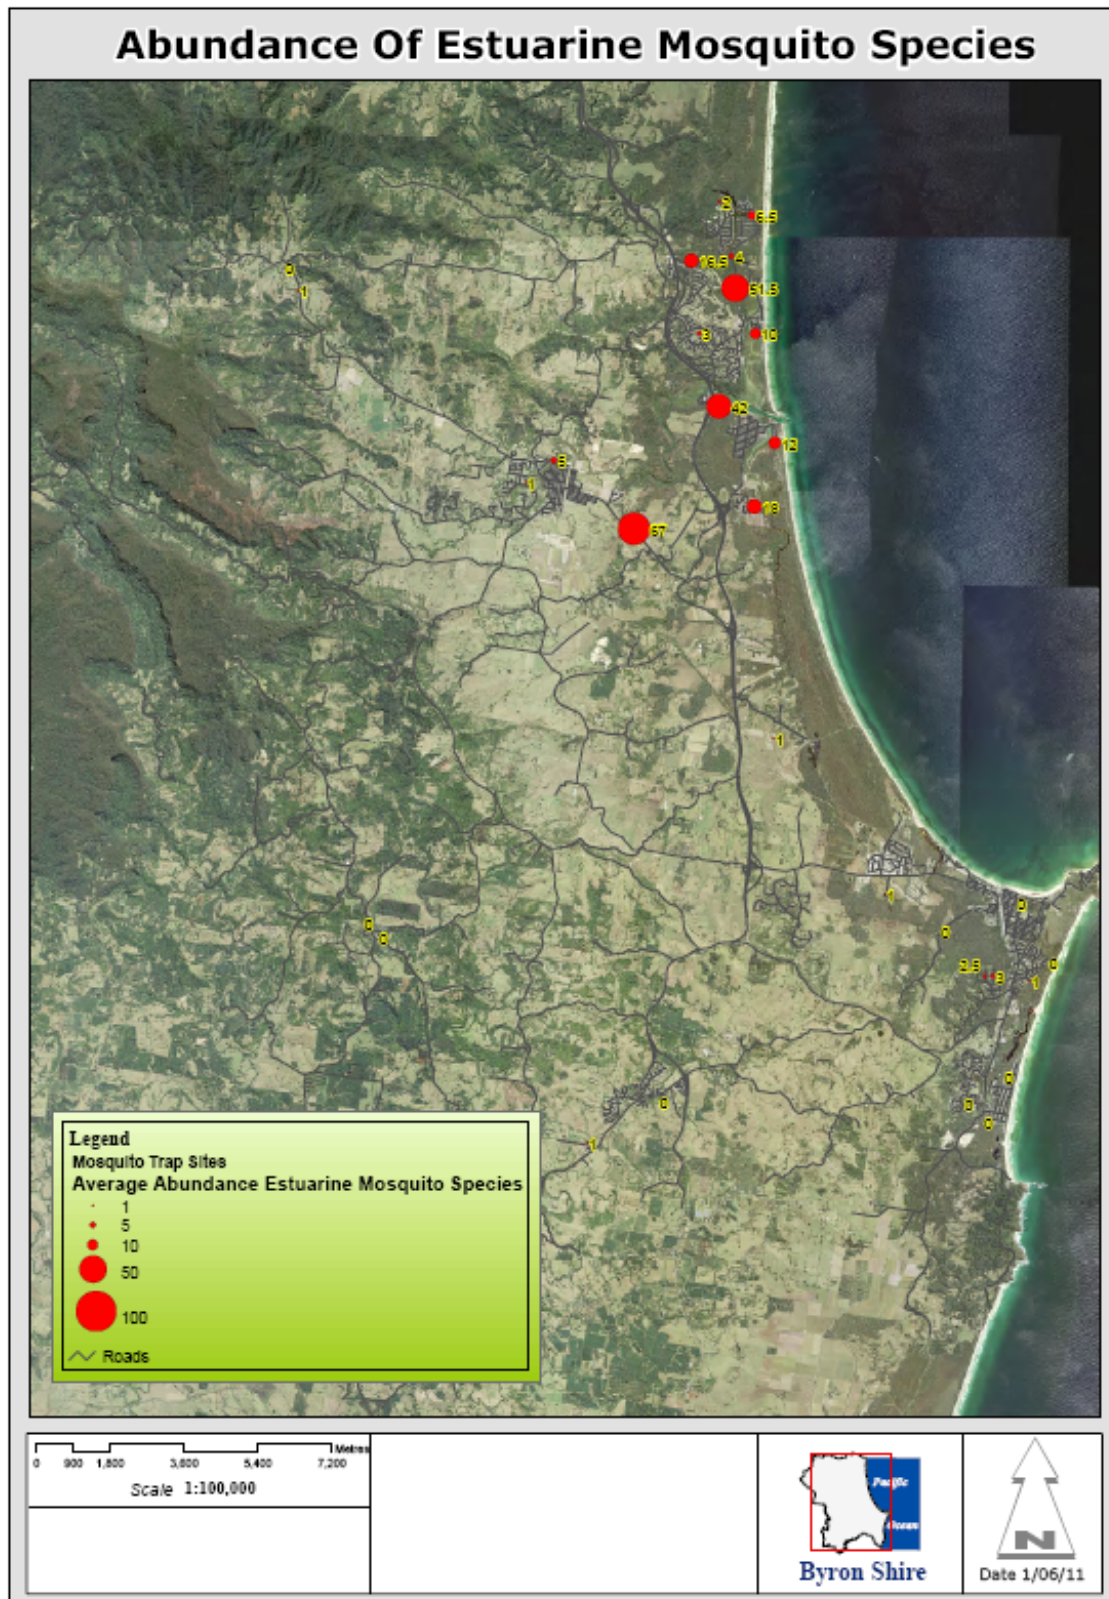 Abundance Of Estuarine Mosquito Species
2
6.5
16.5
4
51.5
0
1
3
10
42
12
5
1
18
67
1
1
0
0
0
0
2.5
3
0
1
0
0
0
0
1
Legend
Mosquito Trap Sites
Average Abundance Estuarine Mosquito Species
1
5
10
50
100
Roads
Metres
0 900 1,800 3,600 5,400 7,200
Scale 1:100,000
Pacific
Ocean
Byron Shire
N
Date 1/06/11